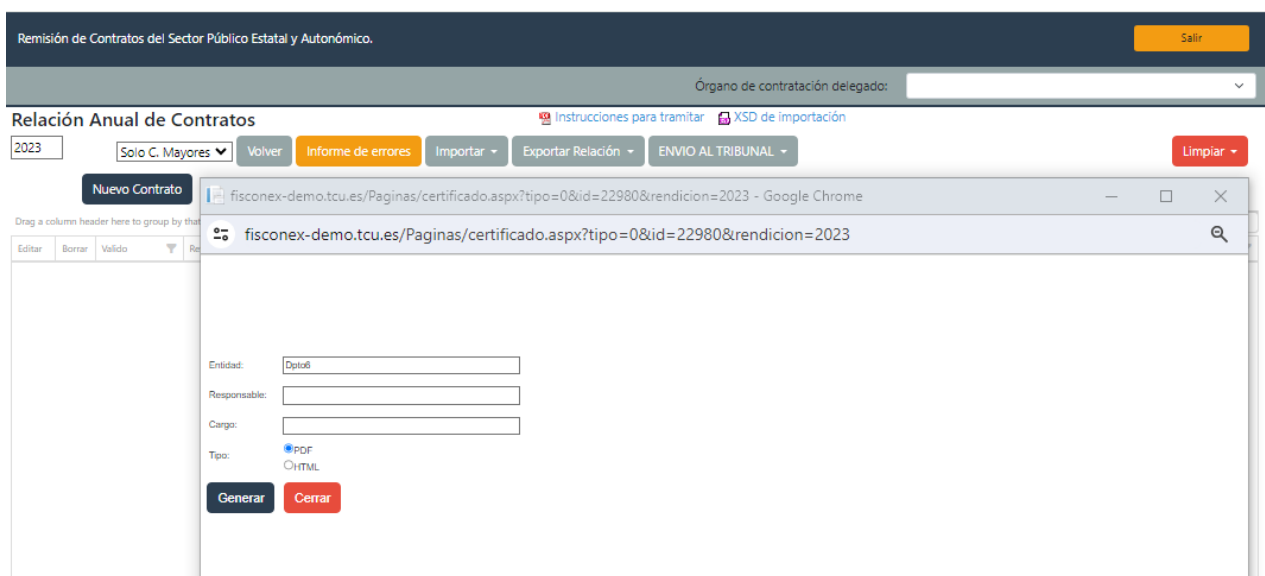 Remisión de Contratos del Sector Público Estatal y Autonómico.
Salir
Órgano de contratación delegado:
Relación Anual de Contratos
Instrucciones para tramitar XSD de importación
2023 Solo C. Mayores Volver Informe de errores Importar Exportar Relación ENVIO AL TRIBUNAL Limpiar
Nuevo Contrato
fisconex-demo.tcu.es/Paginas/certificado.aspx?tipo=0&id=22980&rendicion=2023 - Google Chrome
Drag a column header here to group by that
fisconex-demo.tcu.es/Paginas/certificado.aspx?tipo=0&id=22980&rendicion=2023
Editar Borrar Valido Re
Entidad: Dpto6
Responsable:
Cargo:
Tipo: PDF
HTML
Generar Cerrar